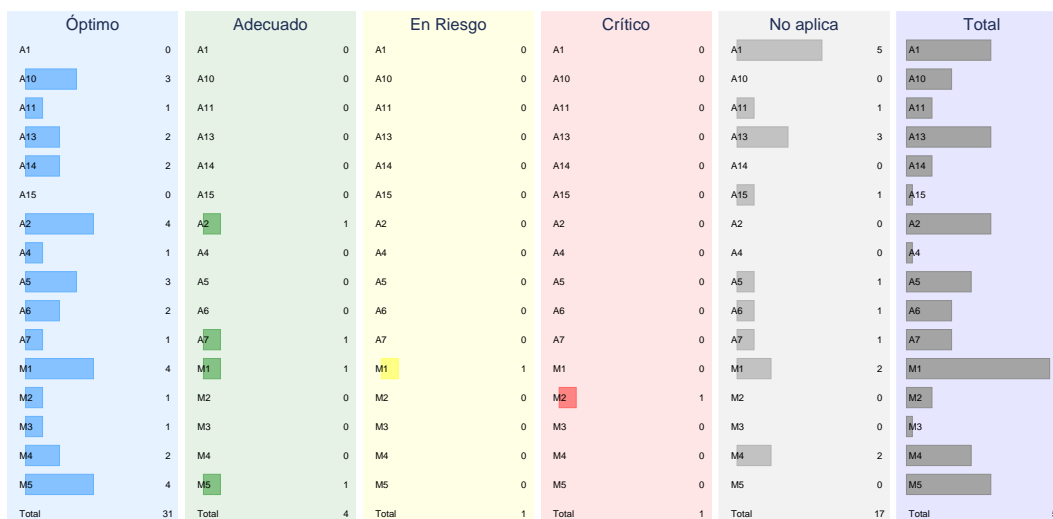 Óptimo Adecuado En Riesgo Crítico No aplica Total
A1 0 A1 0 A1 0 A1 0 A1 5 A1
A10 3 A10 0 A10 0 A10 0 A10 0 A10
A11 1 A11 0 A11 0 A11 0 A11 1 A11
A13 2 A13 0 A13 0 A13 0 A13 3 A13
A14 2 A14 0 A14 0 A14 0 A14 0 A14
A15 0 A15 0 A15 0 A15 0 A15 1 A15
A2 4 A2 1 A2 0 A2 0 A2 0 A2
A4 1 A4 0 A4 0 A4 0 A4 0 A4
A5 3 A5 0 A5 0 A5 0 A5 1 A5
A6 2 A6 0 A6 0 A6 0 A6 1 A6
A7 1 A7 1 A7 0 A7 0 A7 1 A7
M1 4 M1 1 M1 1 M1 0 M1 2 M1
M2 1 M2 0 M2 0 M2 1 M2 0 M2
M3 1 M3 0 M3 0 M3 0 M3 0 M3
M4 2 M4 0 M4 0 M4 0 M4 2 M4
M5 4 M5 1 M5 0 M5 0 M5 0 M5
Total 31 Total 4 Total 1 Total 1 Total 17 Total